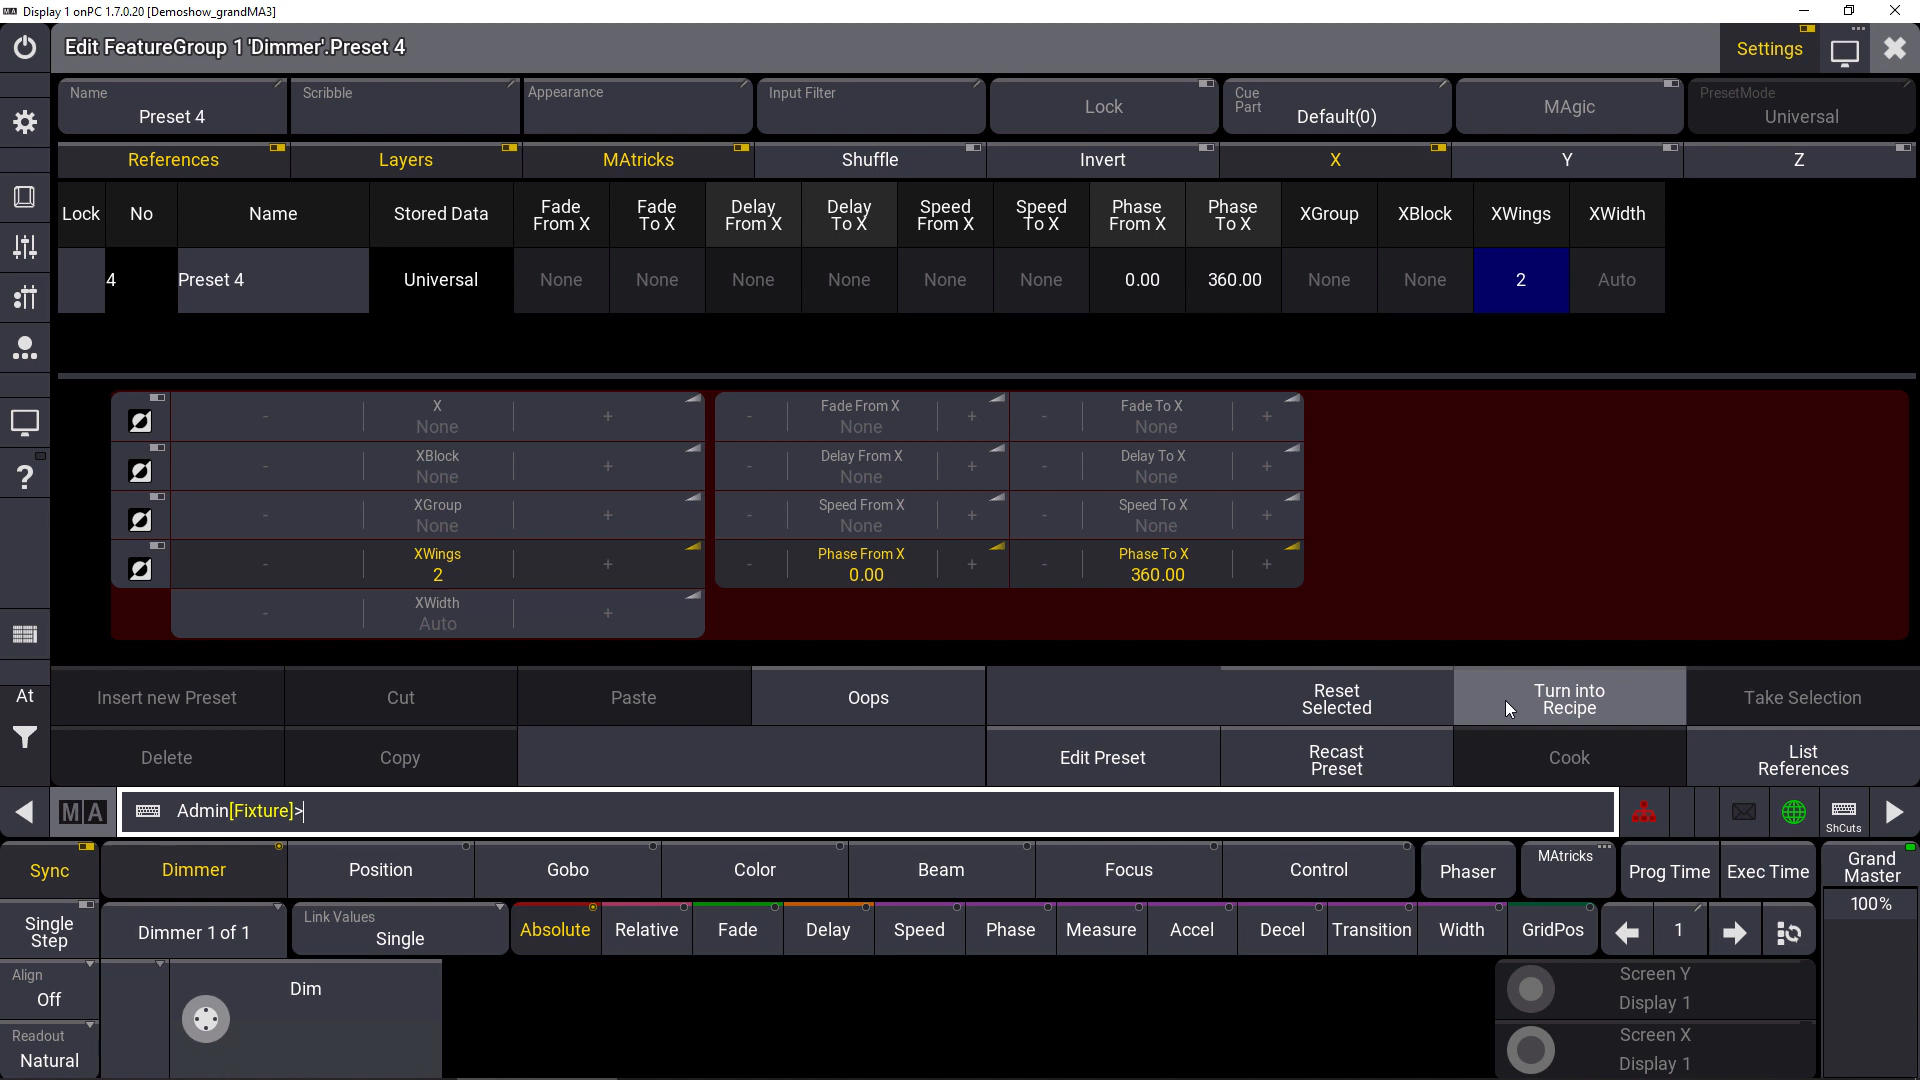 Display 1 onPC 1.7.0.20 [Demoshow_grandMA3]
Edit FeatureGroup 1 'Dimmer'.Preset 4
Settings
Name
Preset 4
Scribble
Appearance
Input Filter
Lock
Cue
Part
Default(0)
MAgic
PresetMode
Universal
References
Layers
MAtricks
Shuffle
Invert
X
Y
Z
Lock
No
Name
Stored Data
Fade
From X
Fade
To X
Delay
From X
Delay
To X
Speed
From X
Speed
To X
Phase
From X
Phase
To X
XGroup
XBlock
XWings
XWidth
4
Preset 4
Universal
None
None
None
None
None
None
0.00
360.00
None
None
2
Auto
- X None +
- Fade From X None +
- Fade To X None +
- XBlock None +
- Delay From X None +
- Delay To X None +
- XGroup None +
- Speed From X None +
- Speed To X None +
- XWings 2 +
- Phase From X 0.00 +
- Phase To X 360.00 +
- XWidth Auto +
Insert new Preset
Cut
Paste
Oops
Reset
Selected
Turn into
Recipe
Take Selection
Delete
Copy
Edit Preset
Recast
Preset
Cook
List
References
At
?
MA
Admin[Fixture]>
ShCuts
Sync
Dimmer
Position
Gobo
Color
Beam
Focus
Control
Phaser
MAtricks
Prog Time
Exec Time
Grand
Master
100%
Single
Step
Dimmer 1 of 1
Link Values
Single
Absolute
Relative
Fade
Delay
Speed
Phase
Measure
Accel
Decel
Transition
Width
GridPos
1
Align
Off
Dim
Screen Y
Display 1
Readout
Natural
Screen X
Display 1